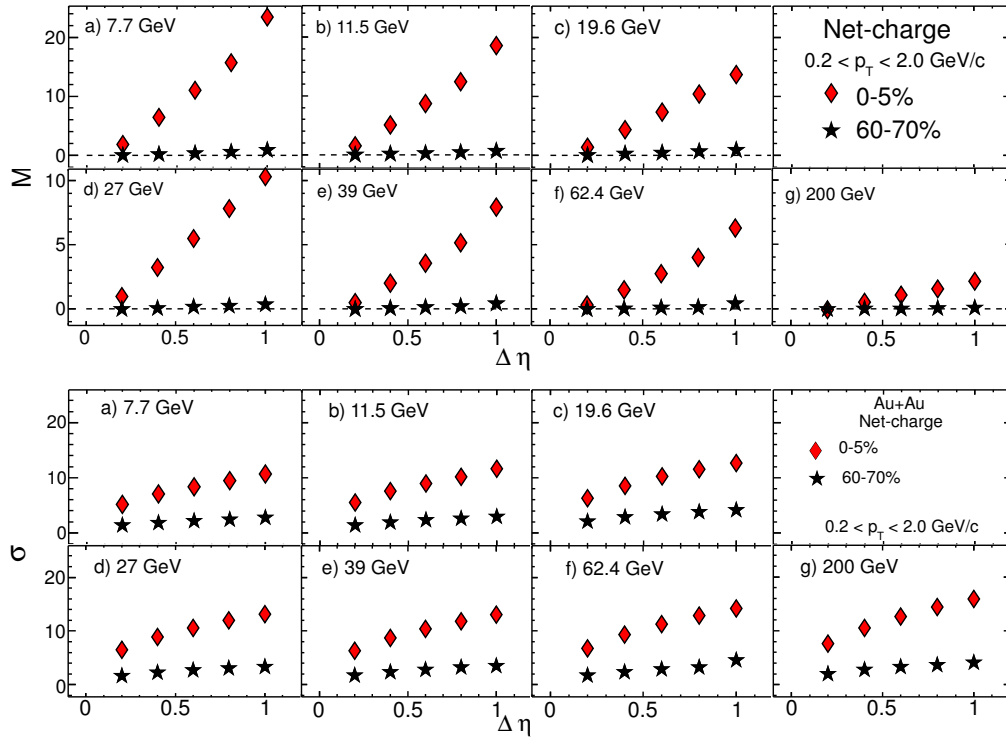 a) 7.7 GeV
b) 11.5 GeV
c) 19.6 GeV
Net-charge
0.2 < p_T < 2.0 GeV/c
0-5%
60-70%
20
10
0
M
d) 27 GeV
e) 39 GeV
f) 62.4 GeV
g) 200 GeV
10
5
0
0 0.5 1 0 0.5 1 0 0.5 1 0 0.5 1
Δ η Δ η
a) 7.7 GeV
b) 11.5 GeV
c) 19.6 GeV
Au+Au
Net-charge
0-5%
60-70%
0.2 < p_T < 2.0 GeV/c
20
10
0
σ
d) 27 GeV
e) 39 GeV
f) 62.4 GeV
g) 200 GeV
20
10
0
0 0.5 1 0 0.5 1 0 0.5 1 0 0.5 1
Δ η Δ η